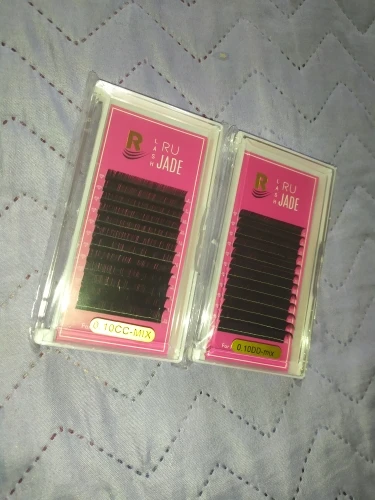 R
LASH
RU
JADE
0.10CC-MIX
R
LASH
RU
JADE
0.10DD-mix